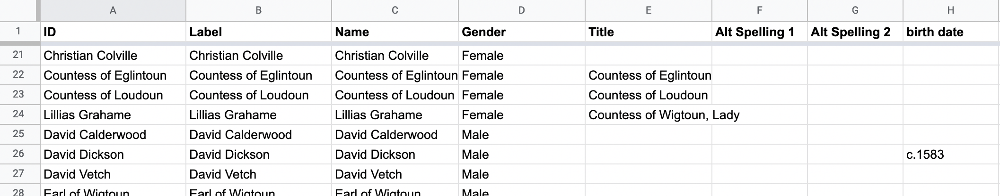 A B C D E F G H
1 ID Label Name Gender Title Alt Spelling 1 Alt Spelling 2 birth date
21 Christian Colville Christian Colville Christian Colville Female
22 Countess of Eglintoun Countess of Eglintoun Countess of Eglintoun Female Countess of Eglintoun
23 Countess of Loudoun Countess of Loudoun Countess of Loudoun Female Countess of Loudoun
24 Lillias Grahame Lillias Grahame Lillias Grahame Female Countess of Wigtoun, Lady
25 David Calderwood David Calderwood David Calderwood Male
26 David Dickson David Dickson David Dickson Male c.1583
27 David Vetch David Vetch David Vetch Male
28 Earl of Wigtoun Earl of Wigtoun Earl of Wigtoun Male